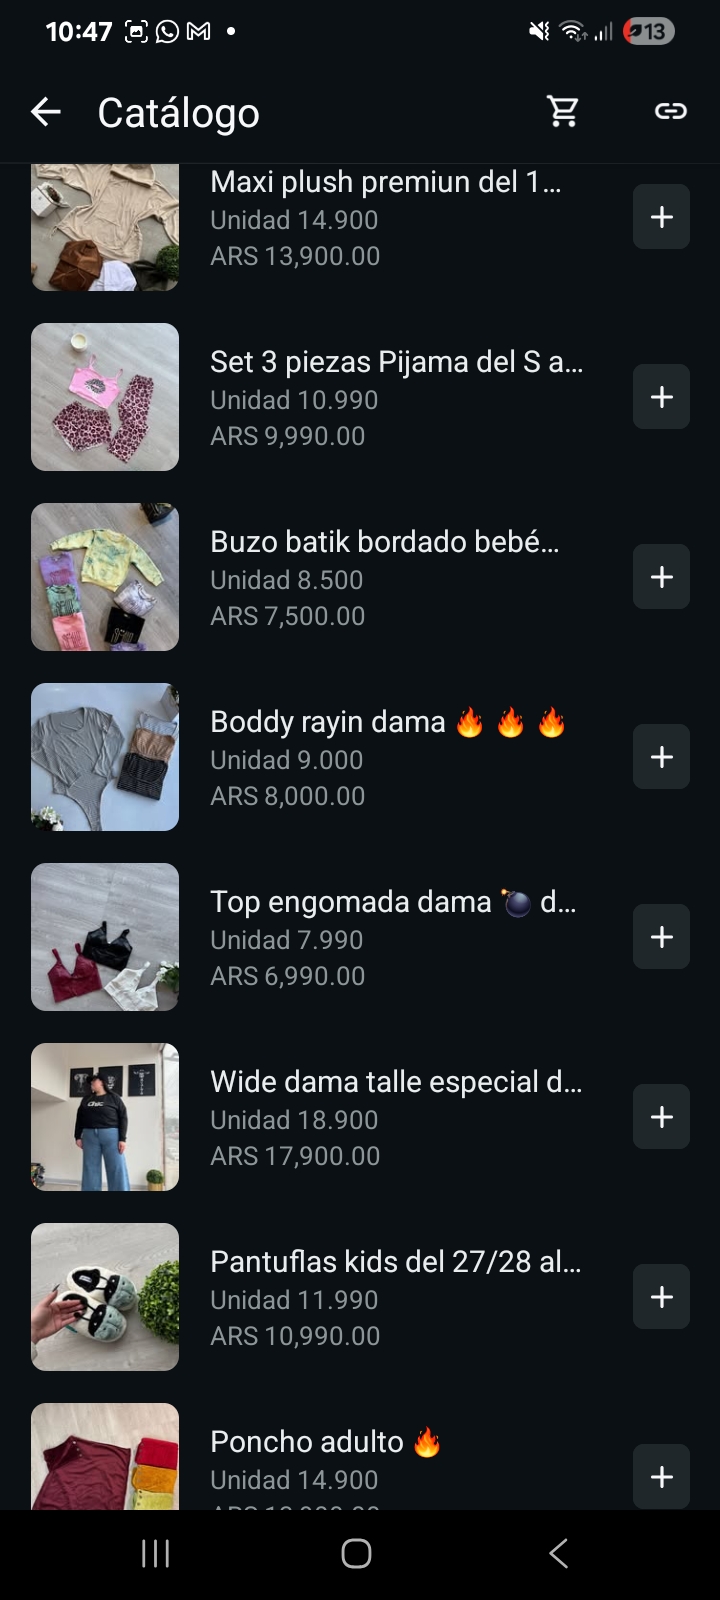 10:47
13
Catálogo
Maxi plush premiun del 1...
Unidad 14.900
ARS 13,900.00
Set 3 piezas Pijama del S a...
Unidad 10.990
ARS 9,990.00
Buzo batik bordado bebé...
Unidad 8.500
ARS 7,500.00
Boddy rayin dama 🔥 🔥 🔥
Unidad 9.000
ARS 8,000.00
Top engomada dama 💣 d...
Unidad 7.990
ARS 6,990.00
Wide dama talle especial d...
Unidad 18.900
ARS 17,900.00
Pantuflas kids del 27/28 al...
Unidad 11.990
ARS 10,990.00
Poncho adulto 🔥
Unidad 14.900